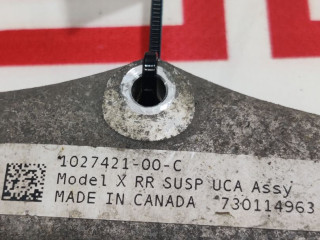 1027421-00-C
Model X RR SUSP UCA Assy
MADE IN CANADA 730114963